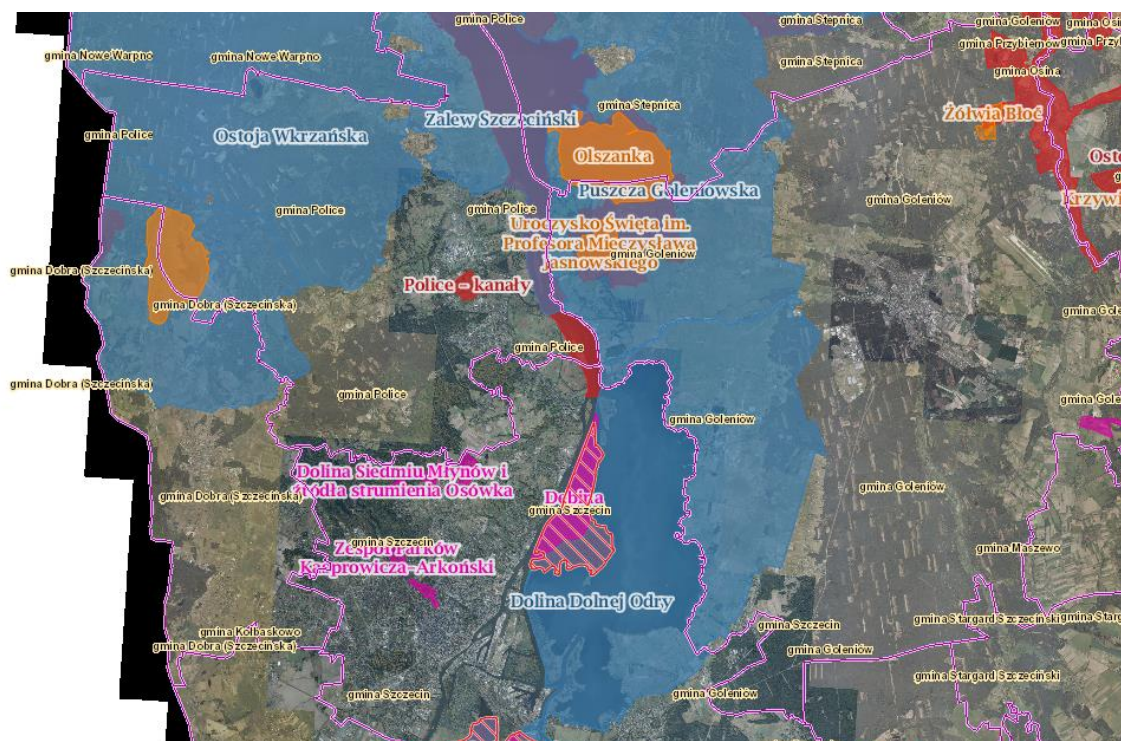 gmina Police
gmina Stepnica
gmina Goleniów
gmina Nowe Warpno
gmina Nowe Warpno
gmina Przybiernów
gmina Stepnica
gmina Osina
gmina Stepnica
Żółwia Błoć
Zalew Szczeciński
gmina Police
Ostoja Wkrzańska
Olszanka
Puszcza Goleniowska
gmina Goleniów
gmina Police
gmina Police
Uroczysko Święta im.
Profesora Mieczysława
Jasnowskiego
gmina Goleniów
gmina Dobra (Szczecińska)
Police – kanały
gmina Dobra (Szczecińska)
gmina Police
gmina Dobra (Szczecińska)
gmina Police
gmina Goleniów
Dolina Siedmiu Młynów i
źródła strumienia Osówka
gmina Dobra (Szczecińska)
Dębina
gmina Szczecin
gmina Goleniów
gmina Szczecin
Zespół Parków
Kasprowicza-Arkoński
gmina Maszewo
Dolina Dolnej Odry
gmina Kołbaskowo
gmina Dobra (Szczecińska)
gmina Szczecin
gmina Stargard Szczeciński
gmina Goleniów
gmina Stargard Szczeciński
gmina Szczecin
gmina Goleniów